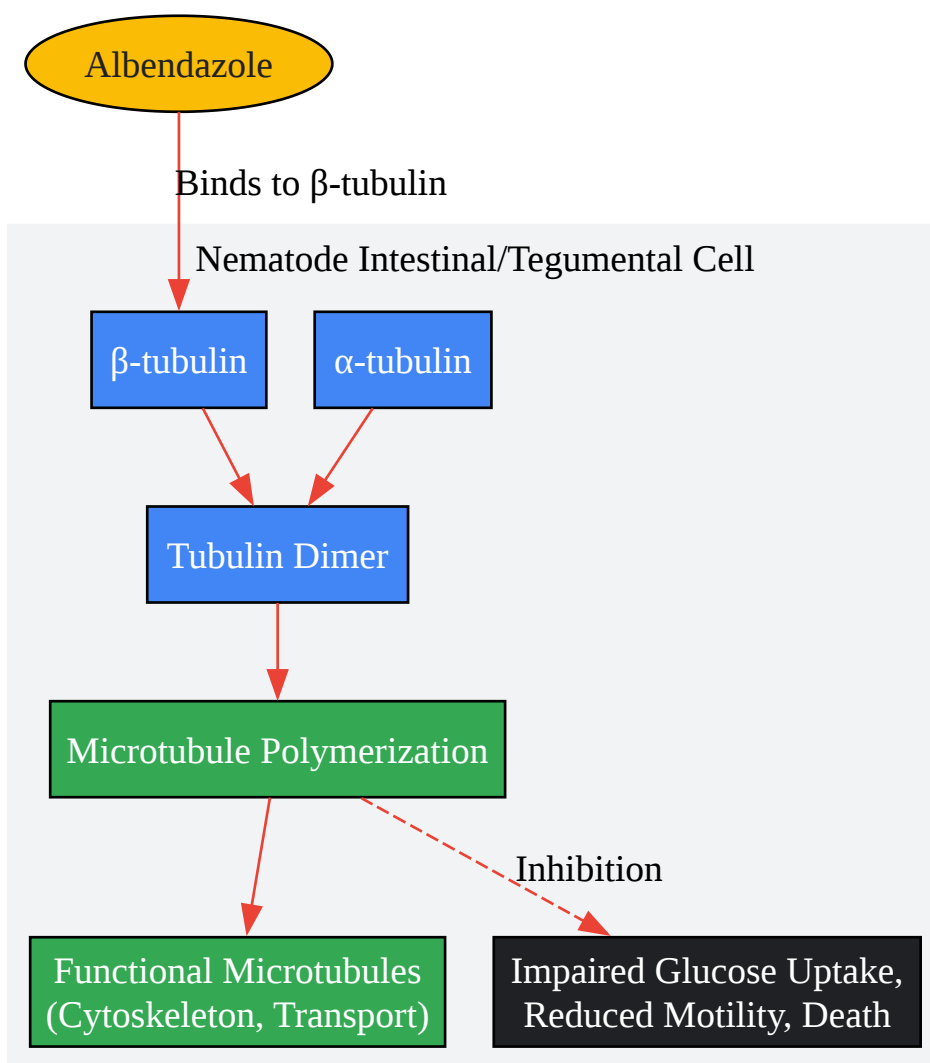 Albendazole
Binds to β-tubulin
Nematode Intestinal/Tegumental Cell
β-tubulin
α-tubulin
Tubulin Dimer
Microtubule Polymerization
Inhibition
Functional Microtubules
(Cytoskeleton, Transport)
Impaired Glucose Uptake,
Reduced Motility, Death